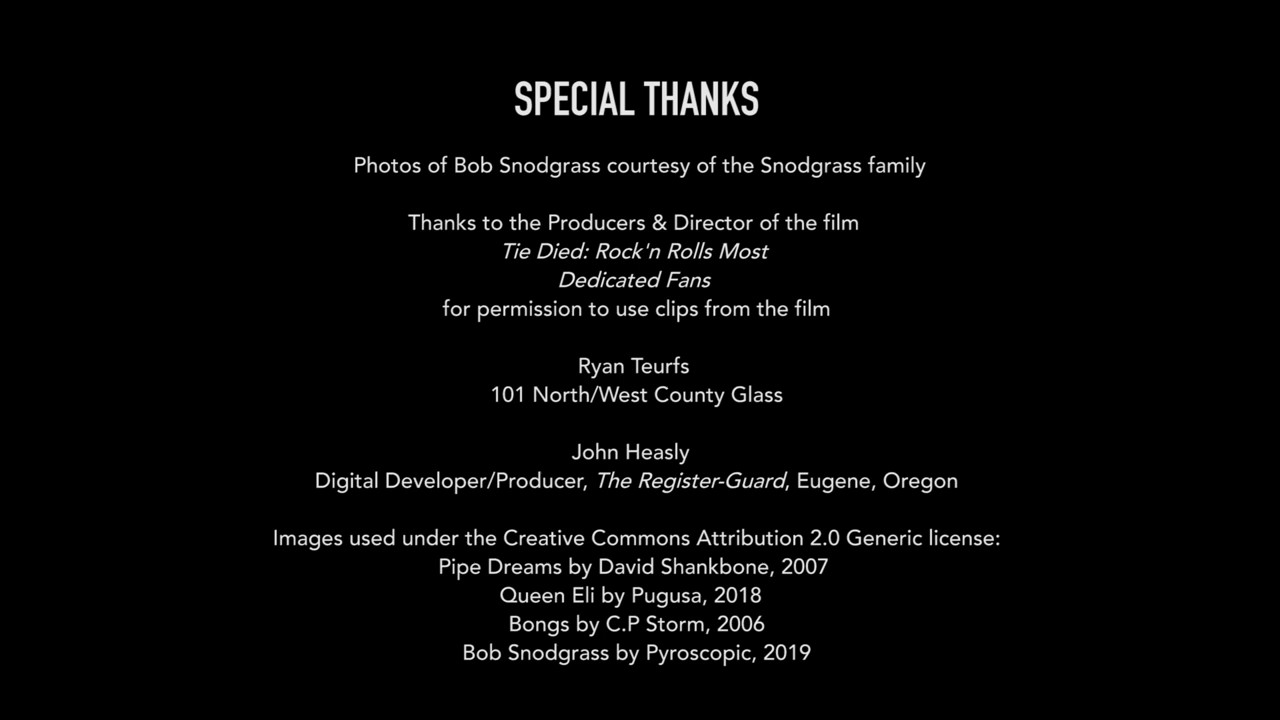 SPECIAL THANKS
Photos of Bob Snodgrass courtesy of the Snodgrass family
Thanks to the Producers & Director of the film
Tie Died: Rock'n Rolls Most
Dedicated Fans
for permission to use clips from the film
Ryan Teurfs
101 North/West County Glass
John Heasly
Digital Developer/Producer, The Register-Guard, Eugene, Oregon
Images used under the Creative Commons Attribution 2.0 Generic license:
Pipe Dreams by David Shankbone, 2007
Queen Eli by Pugusa, 2018
Bongs by C.P Storm, 2006
Bob Snodgrass by Pyroscopic, 2019